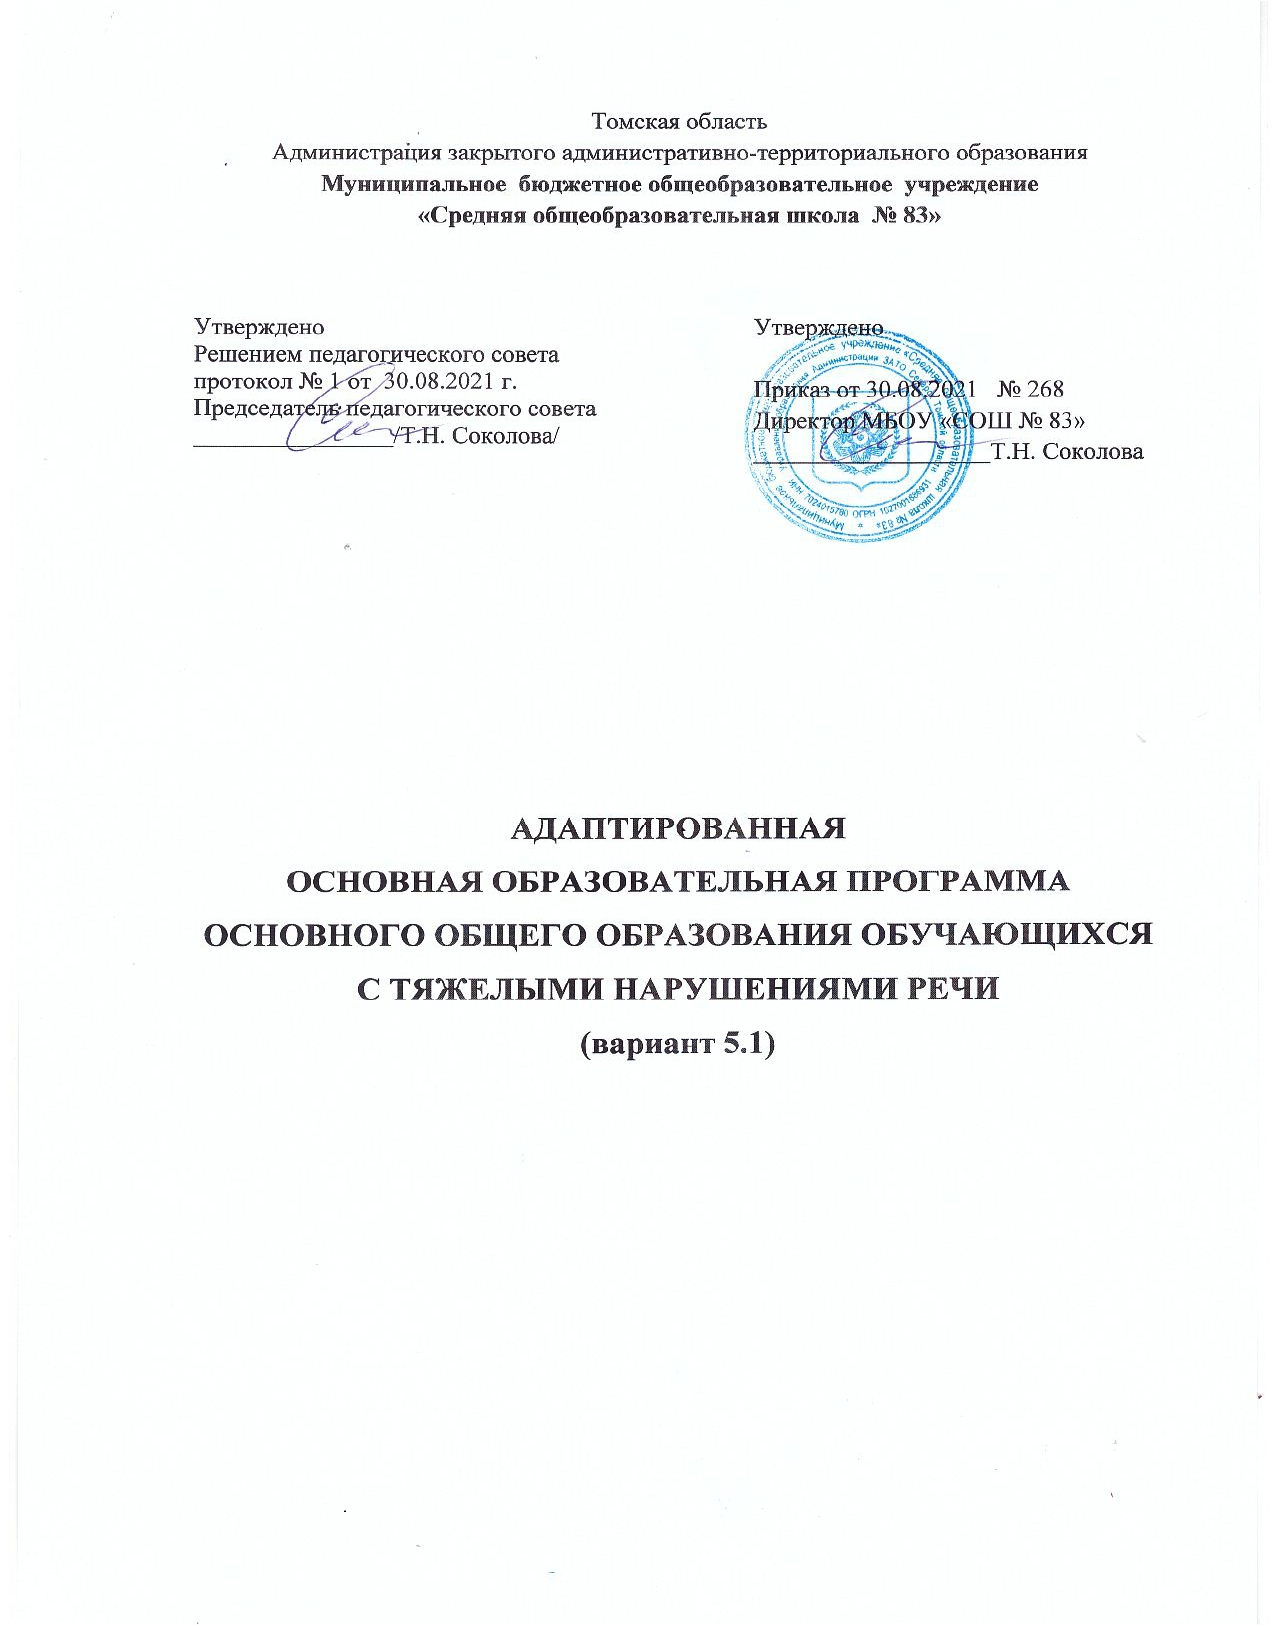 Томская область
Администрация закрытого административно-территориального образования
Муниципальное бюджетное общеобразовательное учреждение
«Средняя общеобразовательная школа № 83»
Утверждено
Решением педагогического совета
протокол № 1 от 30.08.2021 г.
Председатель педагогического совета
/Т.Н. Соколова/
Утверждено
Приказ от 30.08.2021 № 268
Директор МБОУ «СОШ № 83»
Т.Н. Соколова
ИНН 7024015780 ОГРН
АДАПТИРОВАННАЯ
ОСНОВНАЯ ОБРАЗОВАТЕЛЬНАЯ ПРОГРАММА
ОСНОВНОГО ОБЩЕГО ОБРАЗОВАНИЯ ОБУЧАЮЩИХСЯ
С ТЯЖЕЛЫМИ НАРУШЕНИЯМИ РЕЧИ
(вариант 5.1)